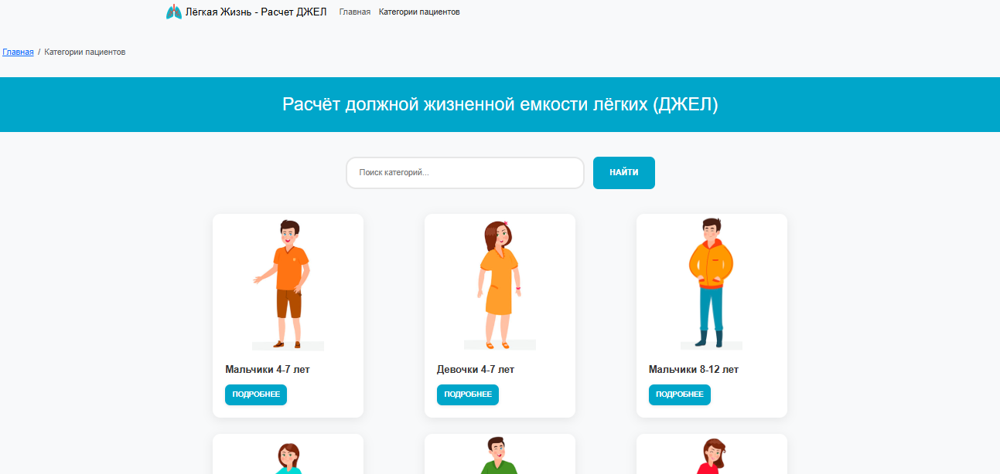 Лёгкая Жизнь - Расчет ДЖЕЛ Главная Категории пациентов
Главная / Категории пациентов
Расчёт должной жизненной емкости лёгких (ДЖЕЛ)
Поиск категорий... НАЙТИ
Мальчики 4-7 лет Девочки 4-7 лет Мальчики 8-12 лет
ПОДРОБНЕЕ ПОДРОБНЕЕ ПОДРОБНЕЕ